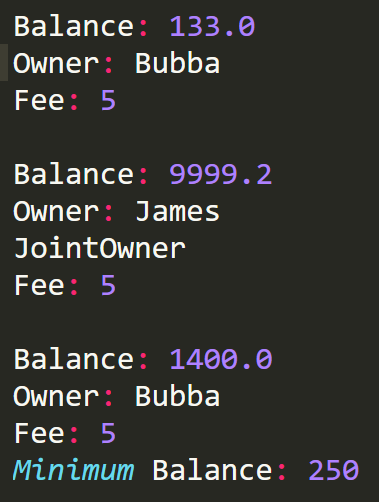 Balance: 133.0
Owner: Bubba
Fee: 5
Balance: 9999.2
Owner: James
JointOwner
Fee: 5
Balance: 1400.0
Owner: Bubba
Fee: 5
Minimum Balance: 250